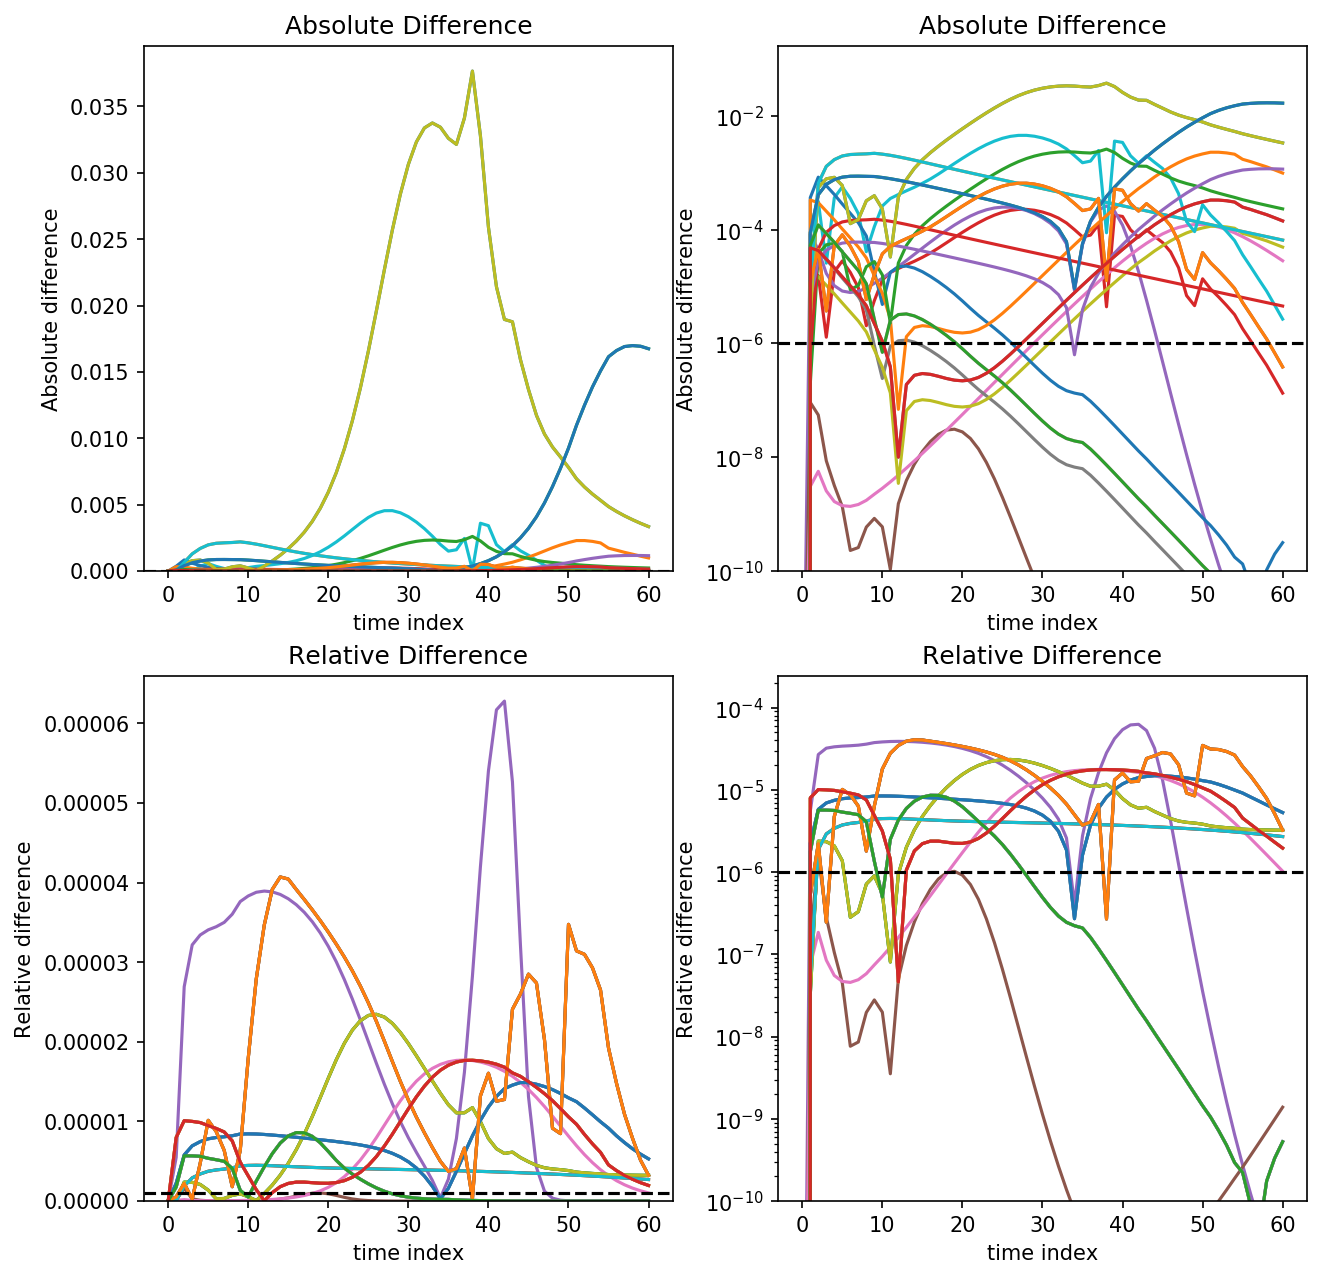 Absolute Difference
Absolute difference
0.035
0.030
0.025
0.020
0.015
0.010
0.005
0.000
0 10 20 30 40 50 60
time index
Absolute Difference
Absolute difference
10⁻²
10⁻⁴
10⁻⁶
10⁻⁸
10⁻¹⁰
0 10 20 30 40 50 60
time index
Relative Difference
Relative difference
0.00006
0.00005
0.00004
0.00003
0.00002
0.00001
0.00000
0 10 20 30 40 50 60
time index
Relative Difference
Relative difference
10⁻⁴
10⁻⁵
10⁻⁶
10⁻⁷
10⁻⁸
10⁻⁹
10⁻¹⁰
0 10 20 30 40 50 60
time index